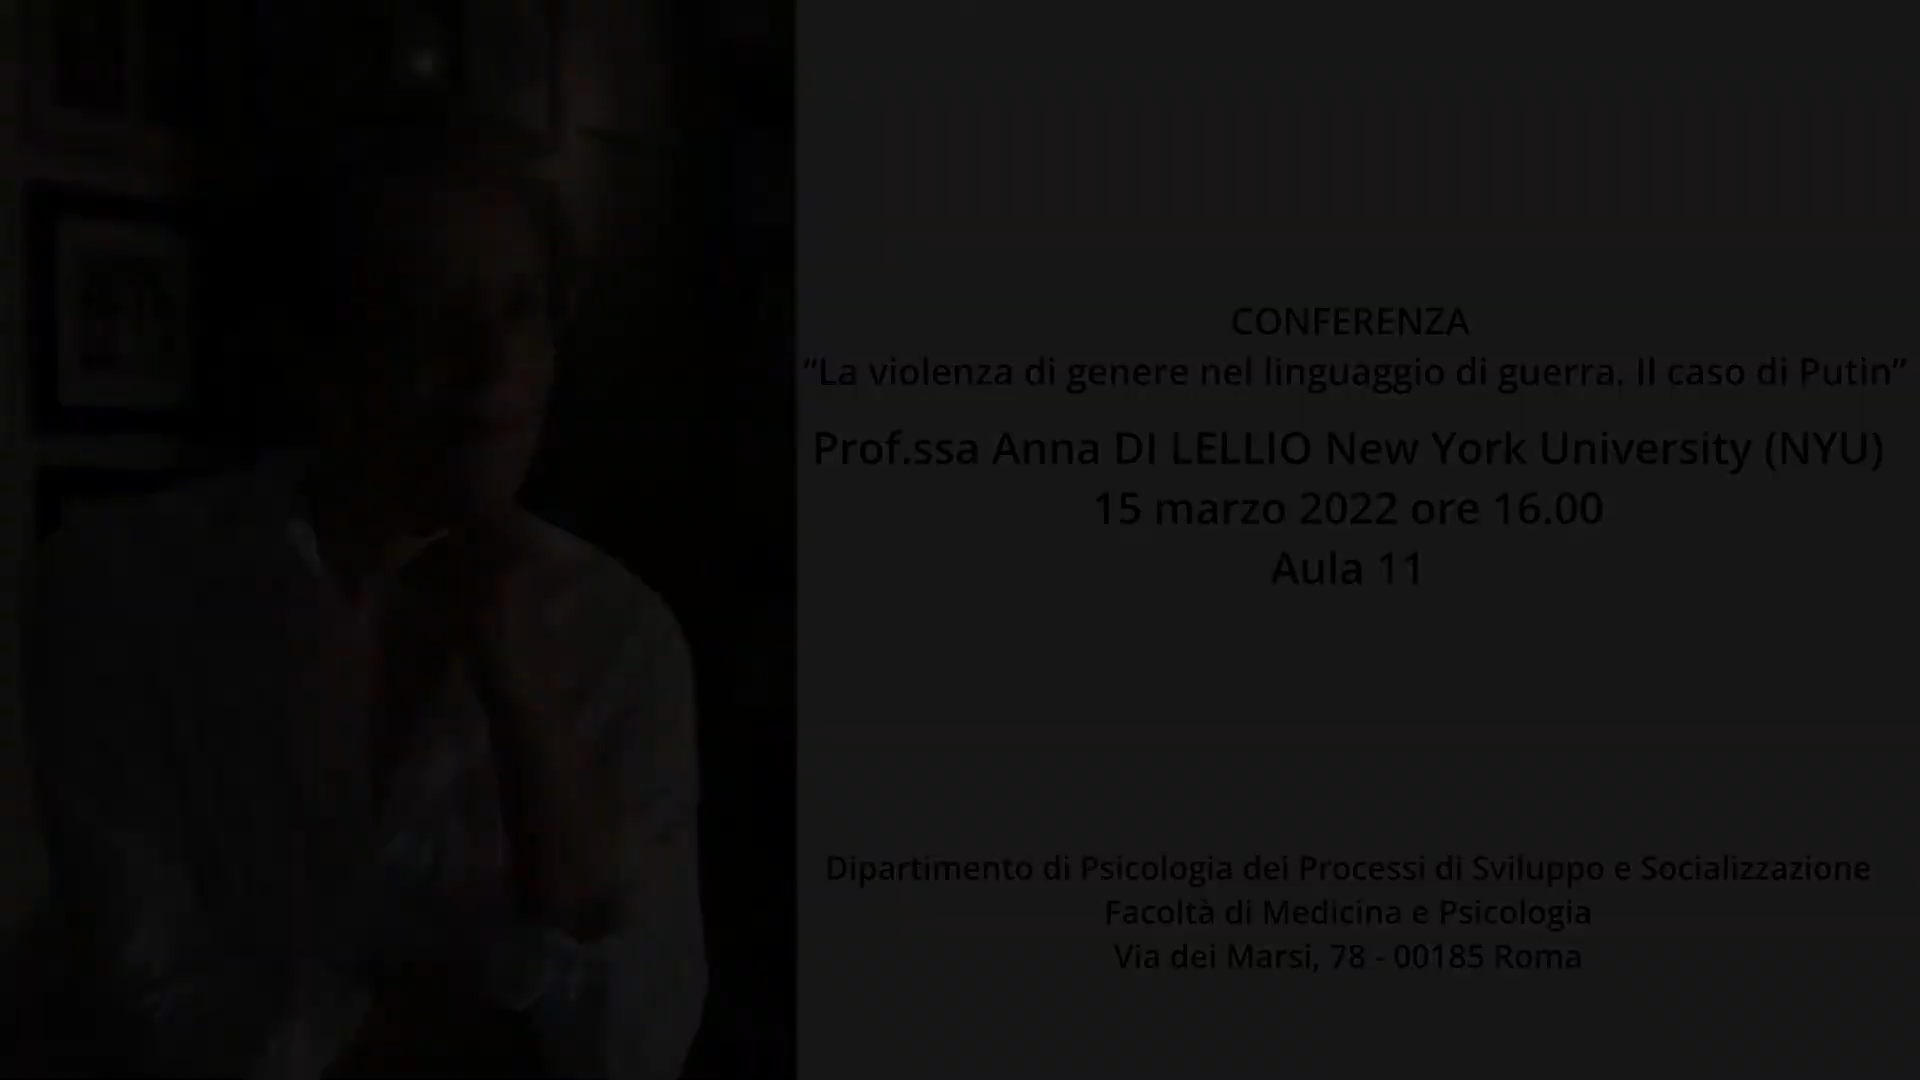 CONFERENZA
“La violenza di genere nel linguaggio di guerra. Il caso di Putin”
Prof.ssa Anna DI LELLIO New York University (NYU)
15 marzo 2022 ore 16.00
Aula 11
Dipartimento di Psicologia dei Processi di Sviluppo e Socializzazione
Facoltà di Medicina e Psicologia
Via dei Marsi, 78 - 00185 Roma